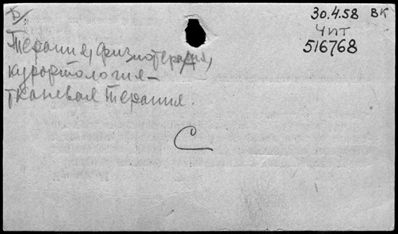 Б.
30.4.58 ВК
ЧИТ
516768
Терапия, физиотерапия,
курортология –
тканевая терапия.
С